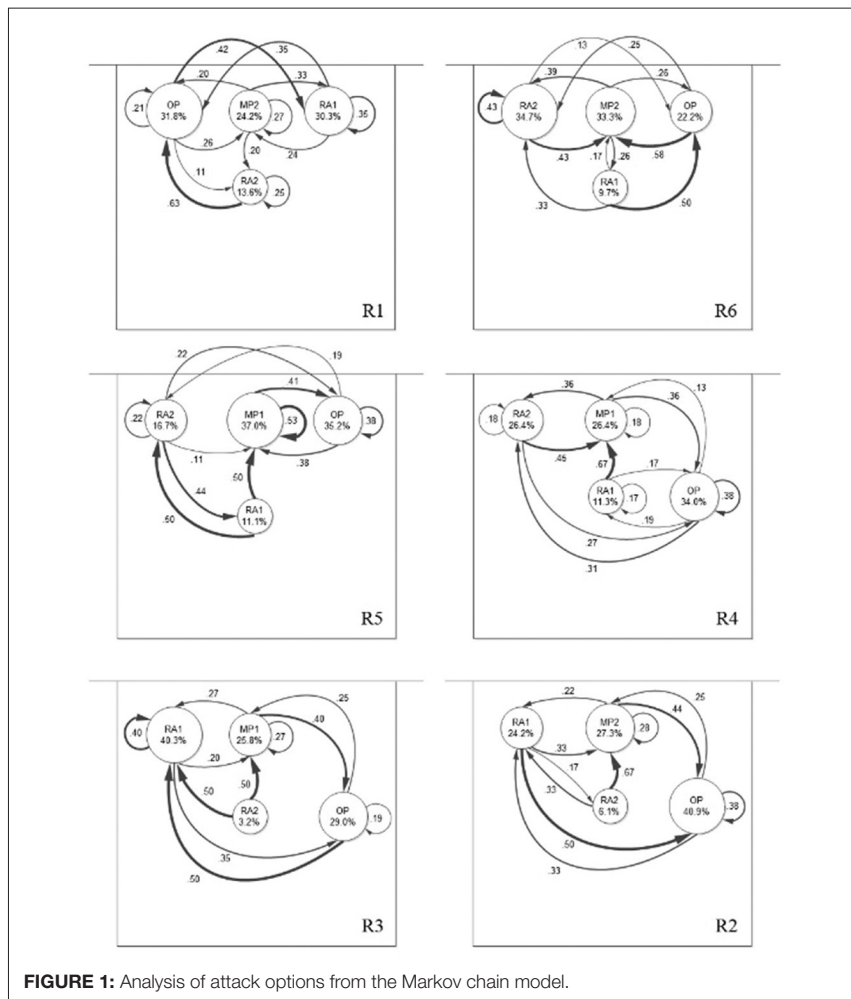 .42 .35
.20 .33
.21 OP 31.8% MP2 24.2% .27 RA1 30.3% .35
.26 .20 .24
.11 RA2 13.6% .25
.63
R1
.13 .25
.39 .26
.43 RA2 34.7% MP2 33.3% OP 22.2%
.43 .17 .26 .58
RA1 9.7%
.33 .50
R6
.22 .19
.41
.22 RA2 16.7% MP1 37.0% .53 OP 35.2% .38
.11 .38
.44 .50
.50 RA1 11.1%
R5
.36 .36 .13
.18 RA2 26.4% MP1 26.4% .18
.45 .67 .17
RA1 11.3% .17 OP 34.0% .38
.19
.27
.31
R4
.27 .25
.40
.40 RA1 40.3% MP1 25.8% .27
.20
.50 .50
RA2 3.2% OP 29.0% .19
.35
.50
R3
.22 .25
.44
RA1 24.2% MP2 27.3% .28
.33
.17 .67
.33 RA2 6.1% OP 40.9% .38
.50
.33
R2
FIGURE 1: Analysis of attack options from the Markov chain model.